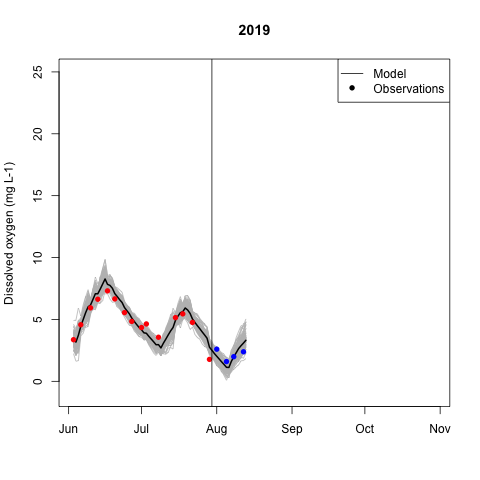 2019
Model
Observations
Dissolved oxygen (mg L-1)
25
20
15
10
5
0
Jun Jul Aug Sep Oct Nov